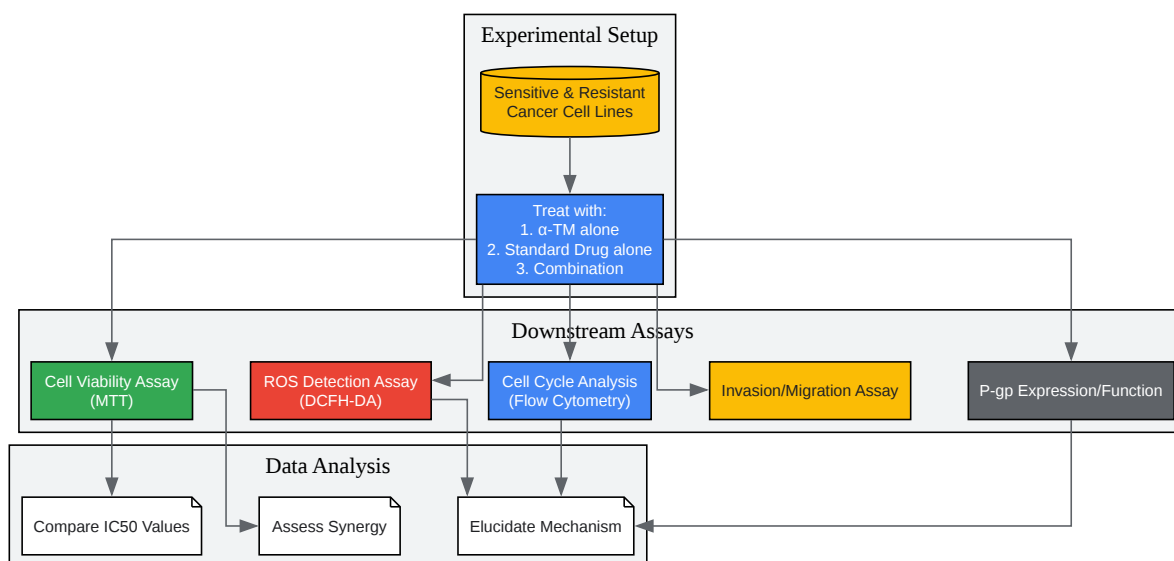 Experimental Setup
Sensitive & Resistant
Cancer Cell Lines
Treat with:
1. α-TM alone
2. Standard Drug alone
3. Combination
Downstream Assays
Cell Viability Assay
(MTT)
ROS Detection Assay
(DCFH-DA)
Cell Cycle Analysis
(Flow Cytometry)
Invasion/Migration Assay
P-gp Expression/Function
Data Analysis
Compare IC50 Values
Assess Synergy
Elucidate Mechanism